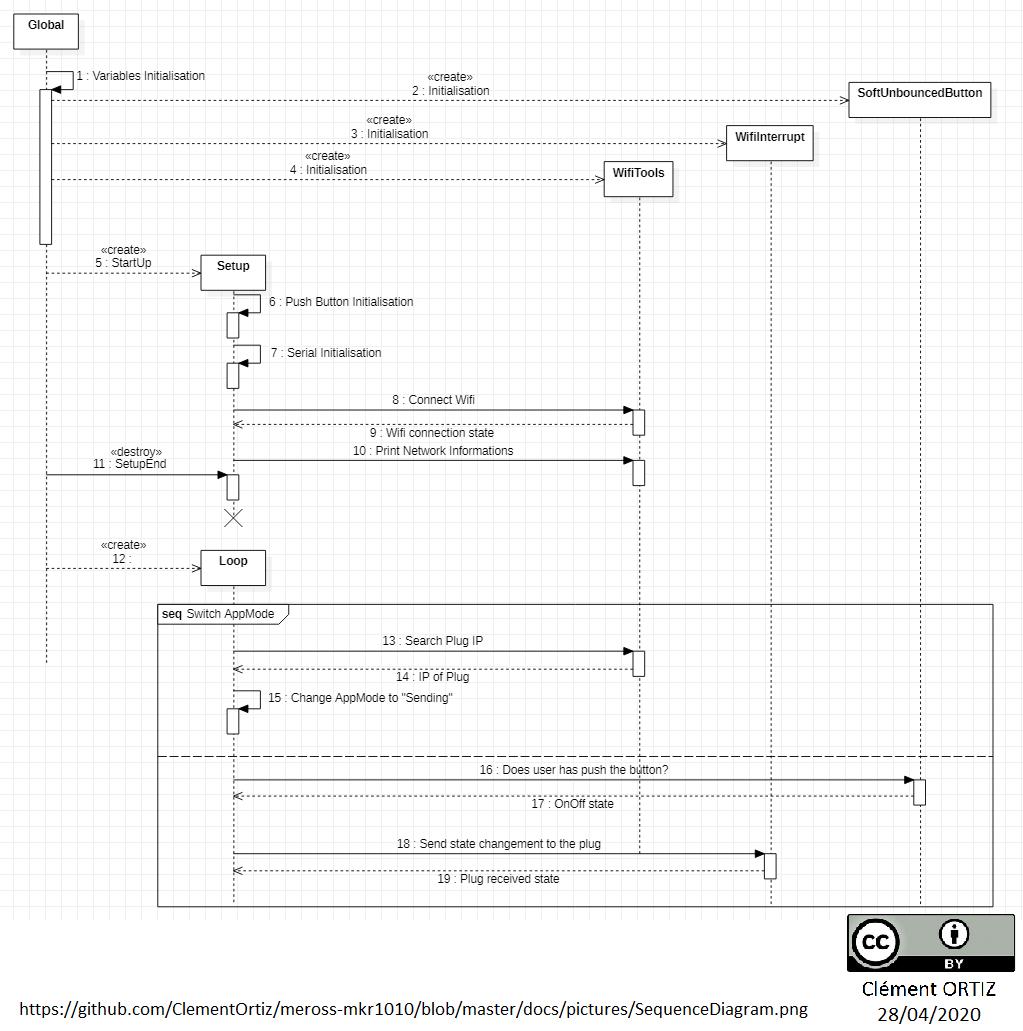 Global
1 : Variables Initialisation
«create»
2 : Initialisation
SoftUnbouncedButton
«create»
3 : Initialisation
WifiInterrupt
«create»
4 : Initialisation
WifiTools
«create»
5 : StartUp
Setup
6 : Push Button Initialisation
7 : Serial Initialisation
8 : Connect Wifi
9 : Wifi connection state
10 : Print Network Informations
«destroy»
11 : SetupEnd
«create»
12 :
Loop
seq Switch AppMode
13 : Search Plug IP
14 : IP of Plug
15 : Change AppMode to "Sending"
16 : Does user has push the button?
17 : OnOff state
18 : Send state changement to the plug
19 : Plug received state
CC
BY
Clément ORTIZ
https://github.com/ClementOrtiz/meross-mkr1010/blob/master/docs/pictures/SequenceDiagram.png
28/04/2020